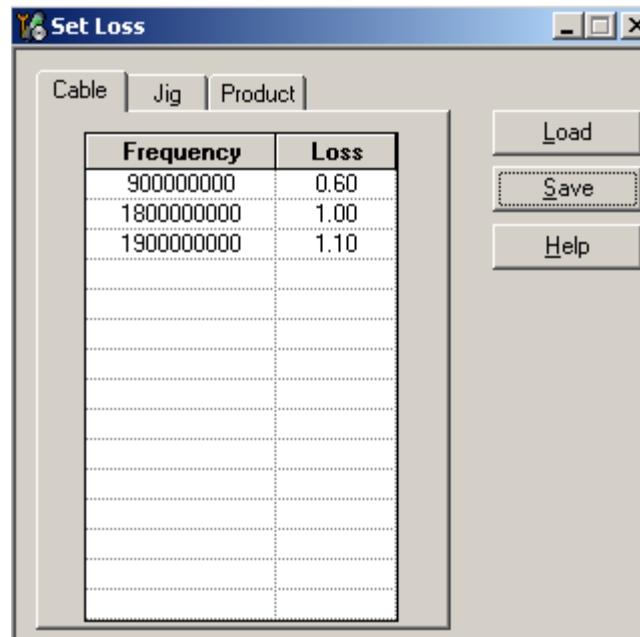 Set Loss
Cable Jig Product
Load
Save
Help
Frequency Loss
900000000 0.60
1800000000 1.00
1900000000 1.10